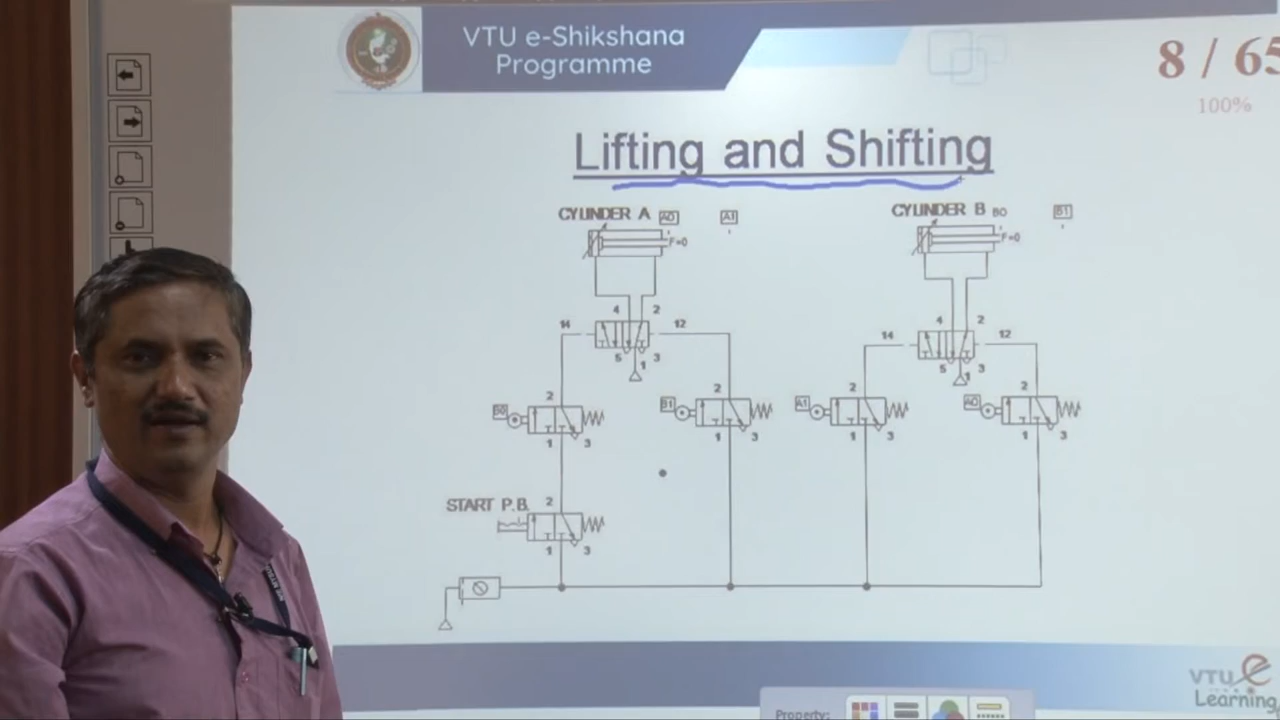 VTU e-Shikshana
Programme
8 / 65
100%
Lifting and Shifting
CYLINDER A A0 A1
CYLINDER B B0 B1
F=0
F=0
4 2
4 2
14 12
14 12
5 1 3
5 1 3
2
2
2
2
B0
B1
A1
A0
1 3
1 3
1 3
1 3
START P.B. 2
1 3
VTU e
Learning
Property: